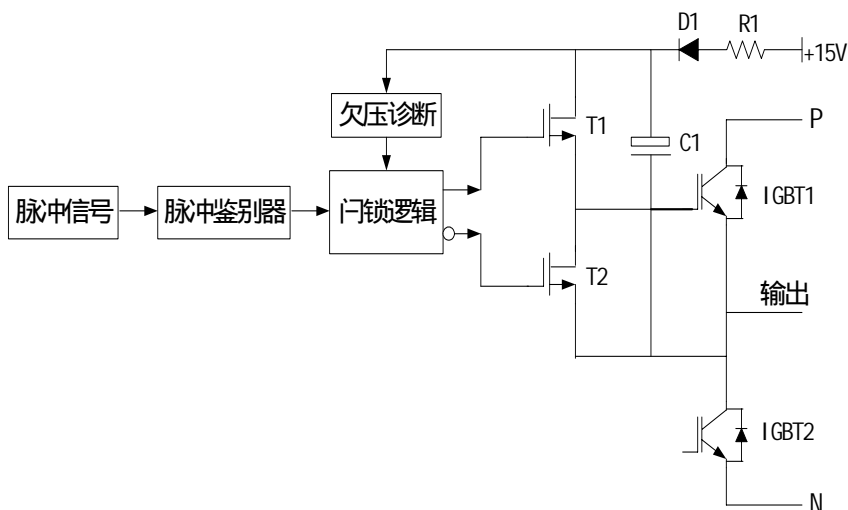 D1
R1
+15V
欠压诊断
T1
C1
P
IGBT1
脉冲信号
脉冲鉴别器
闩锁逻辑
T2
输出
IGBT2
N